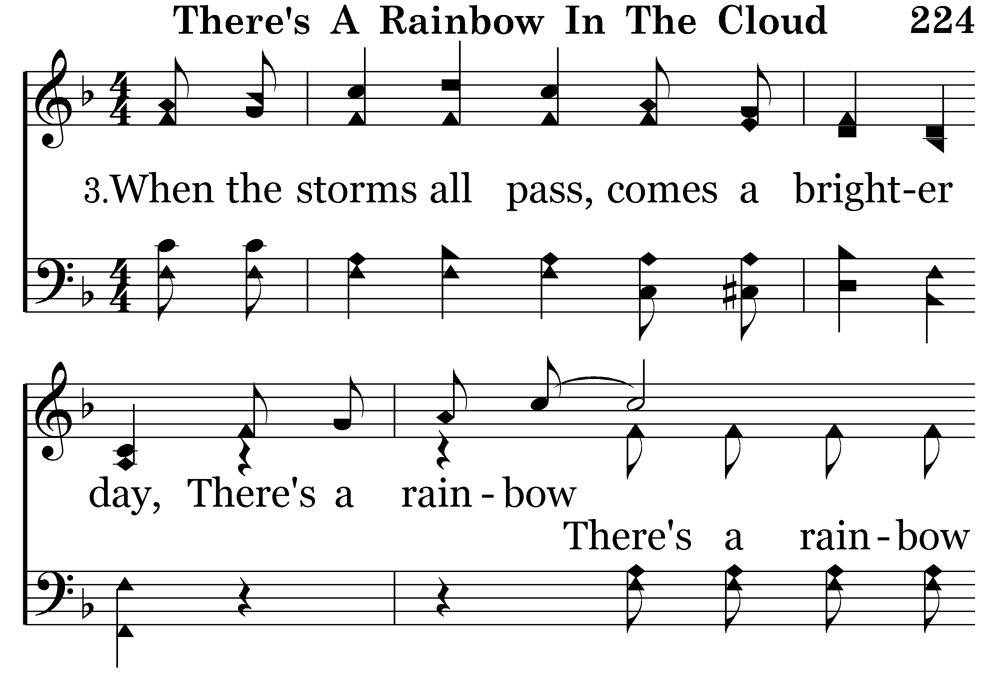 There's A Rainbow In The Cloud 224
3.When the storms all pass, comes a bright-er
day, There's a rain - bow
There's a rain - bow